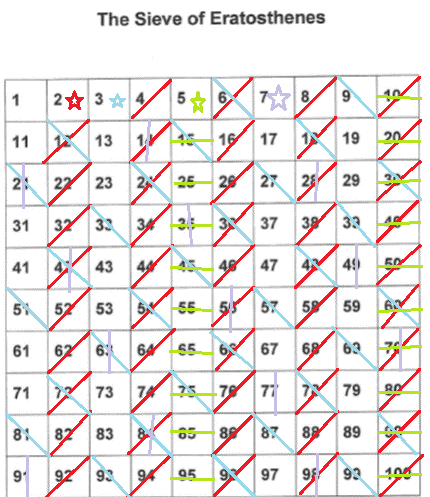 The Sieve of Eratosthenes
1 2 3 4 5 6 7 8 9 10
11 12 13 14 15 16 17 18 19 20
21 22 23 24 25 26 27 28 29 30
31 32 33 34 35 36 37 38 39 40
41 42 43 44 45 46 47 48 49 50
51 52 53 54 55 56 57 58 59 60
61 62 63 64 65 66 67 68 69 70
71 72 73 74 75 76 77 78 79 80
81 82 83 84 85 86 87 88 89 90
91 92 93 94 95 96 97 98 99 100